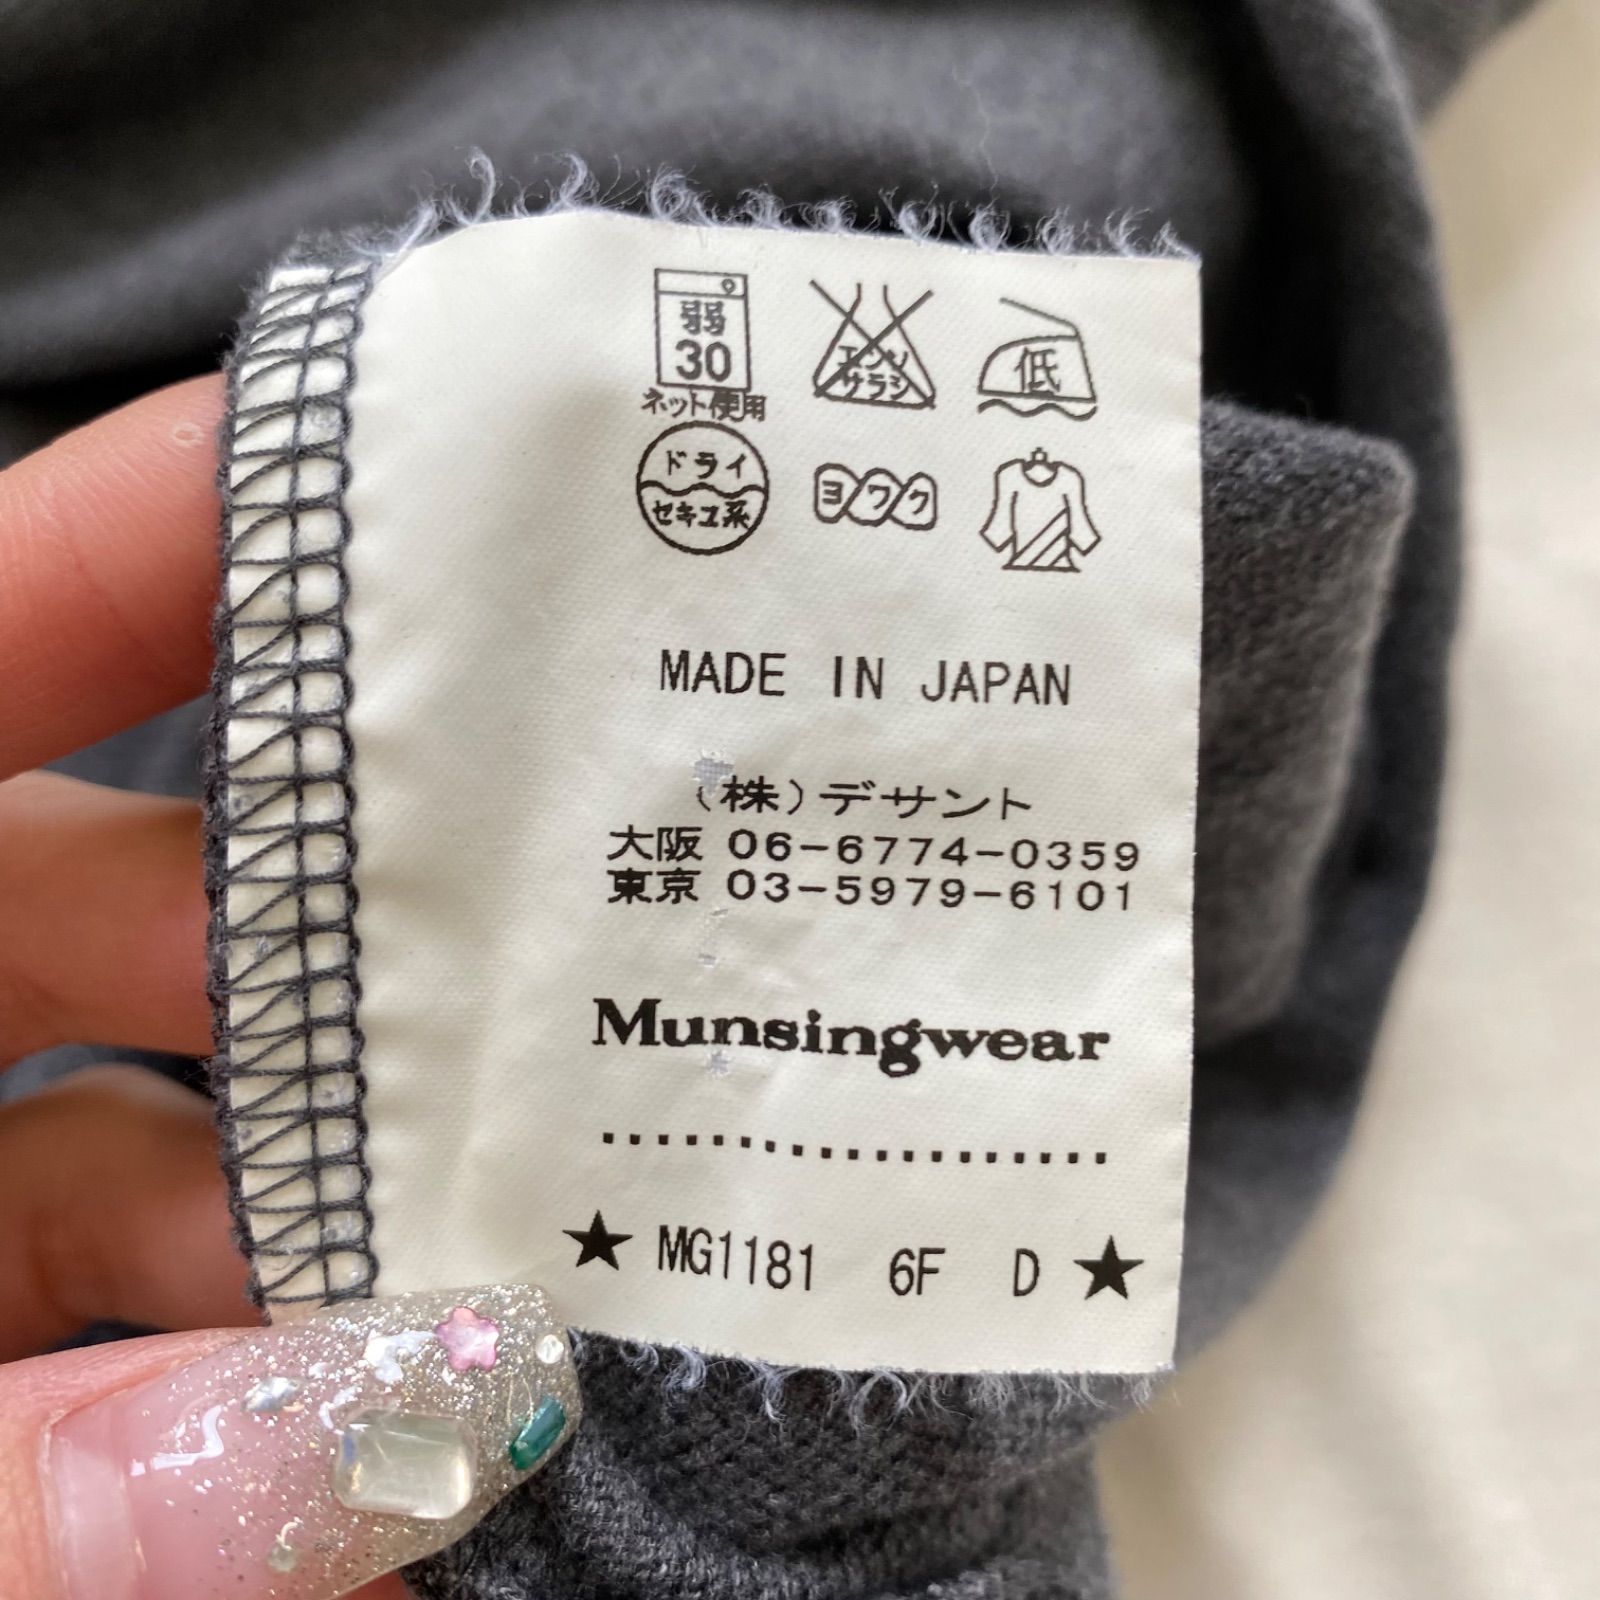 弱
30
ネット使用
エンソ
サラシ
低
ドライ
セキユ系
ヨワク
MADE IN JAPAN
(株)デサント
大阪 06-6774-0359
東京 03-5979-6101
Munsingwear
★ MG1181 6F D ★